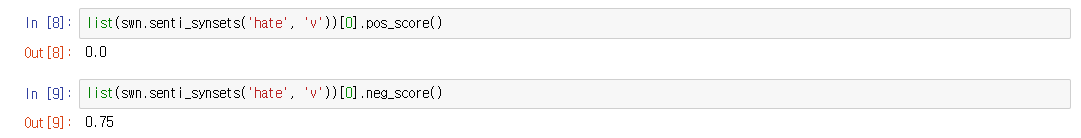 In [8]: list(swn.senti_synsets('hate', 'v'))[0].pos_score()
Out[8]: 0.0
In [9]: list(swn.senti_synsets('hate', 'v'))[0].neg_score()
Out[9]: 0.75